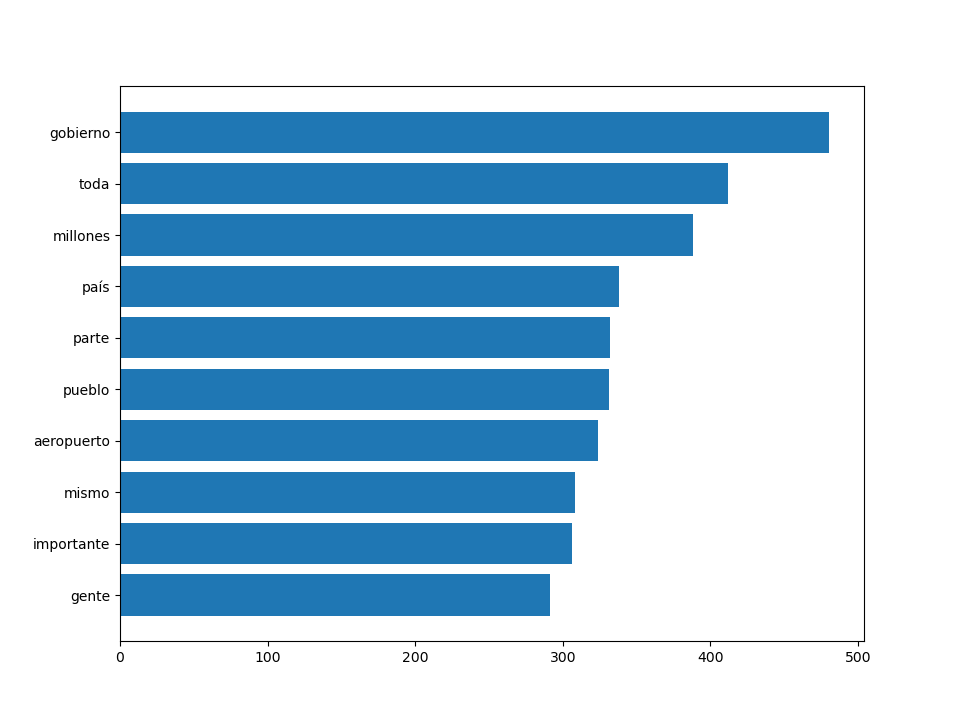 gobierno
toda
millones
país
parte
pueblo
aeropuerto
mismo
importante
gente
0 100 200 300 400 500